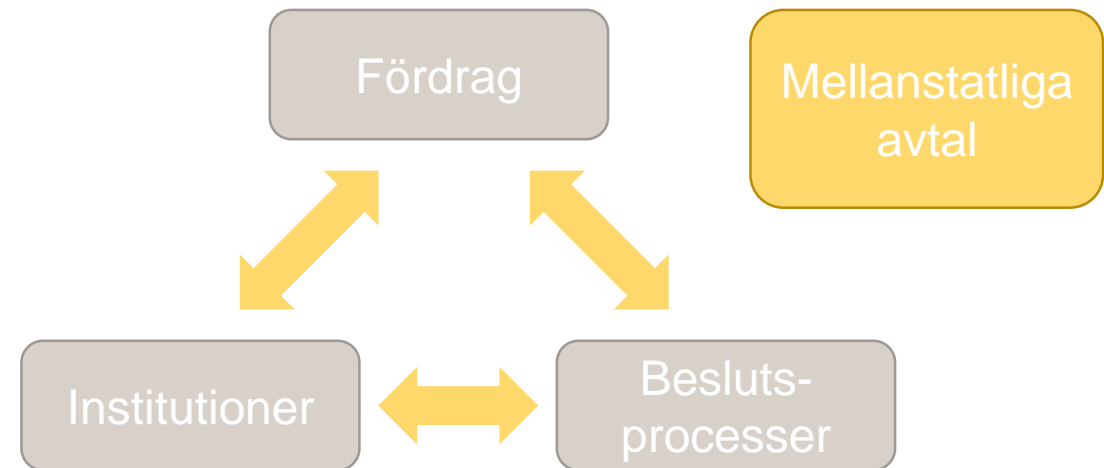 Fördrag
Mellanstatliga
avtal
Institutioner
Besluts-
processer